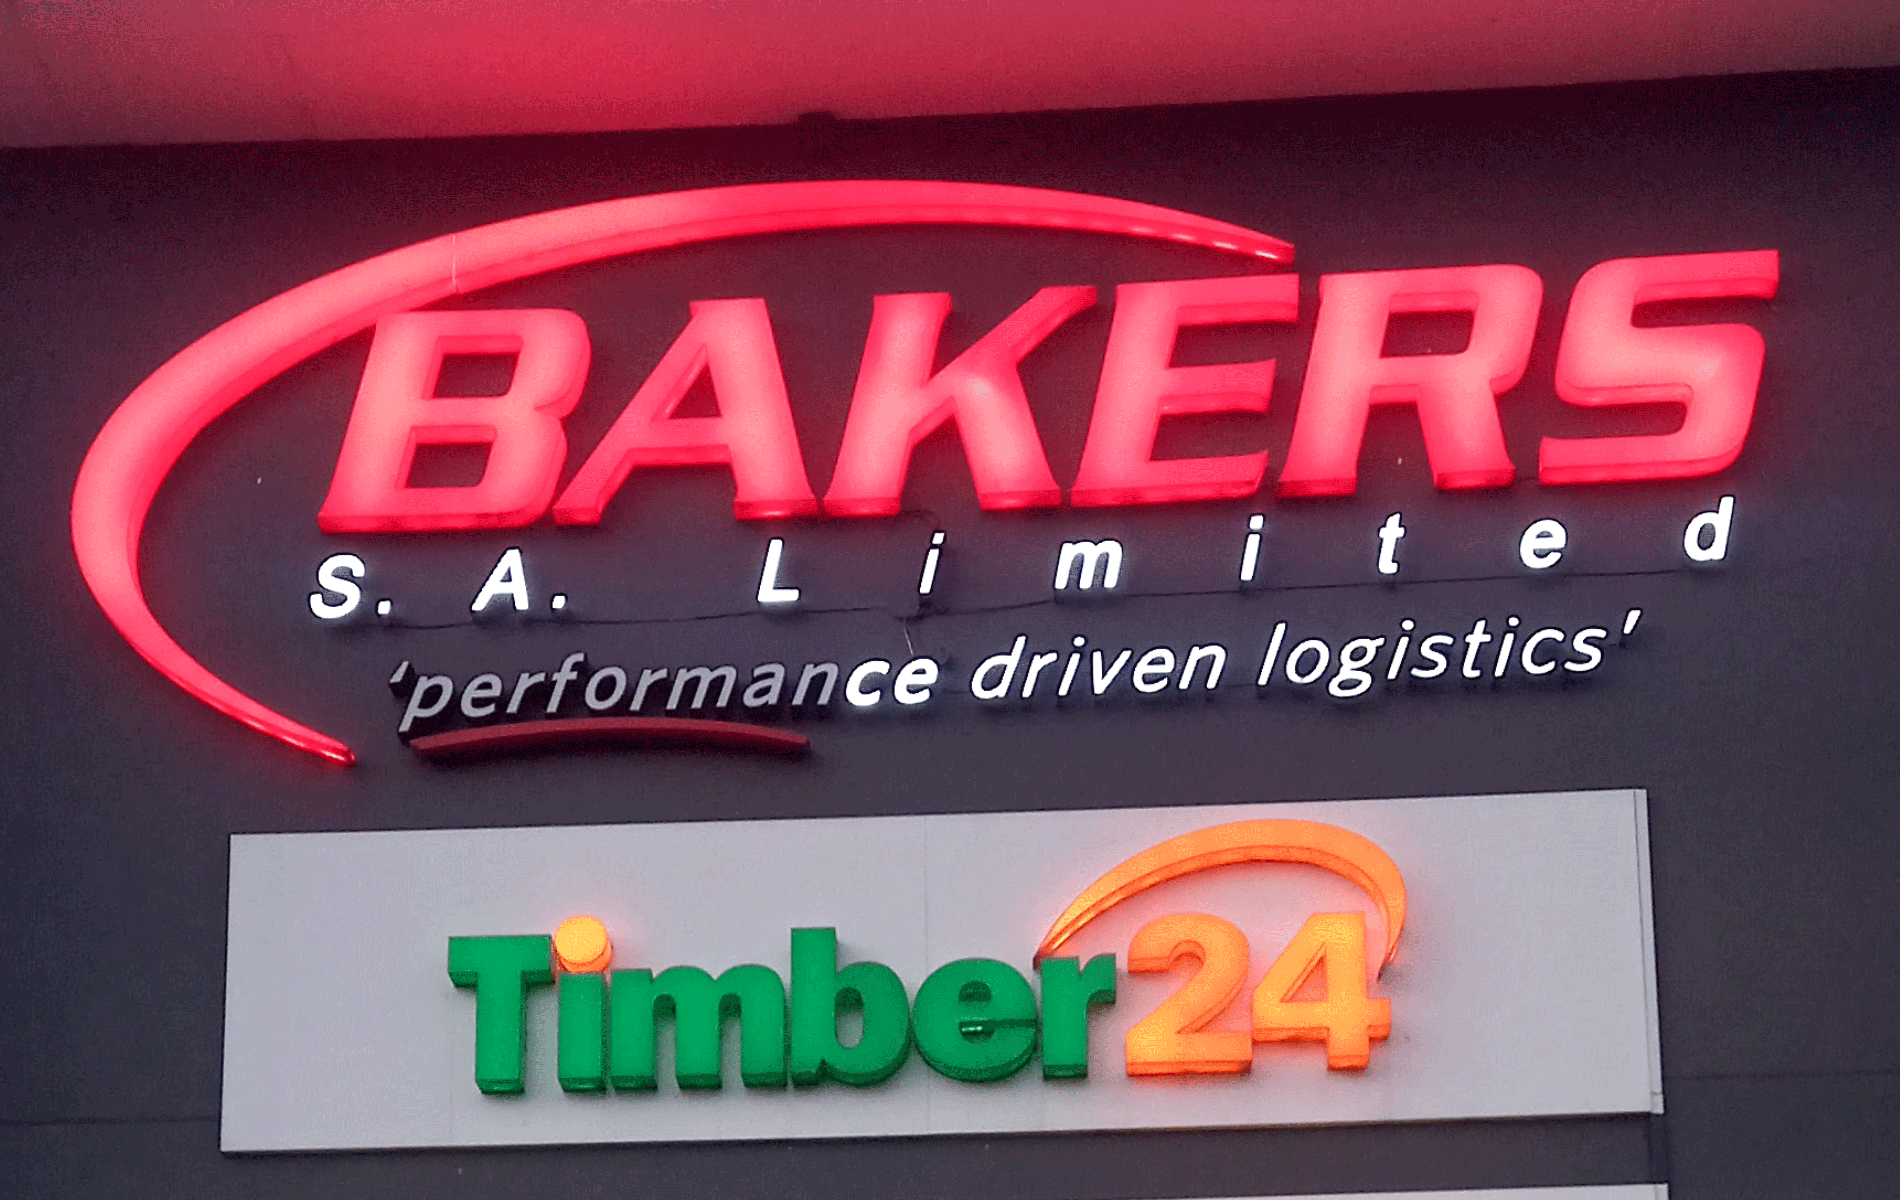 BAKERS
S. A. Limited
'performance driven logistics'
Timber24